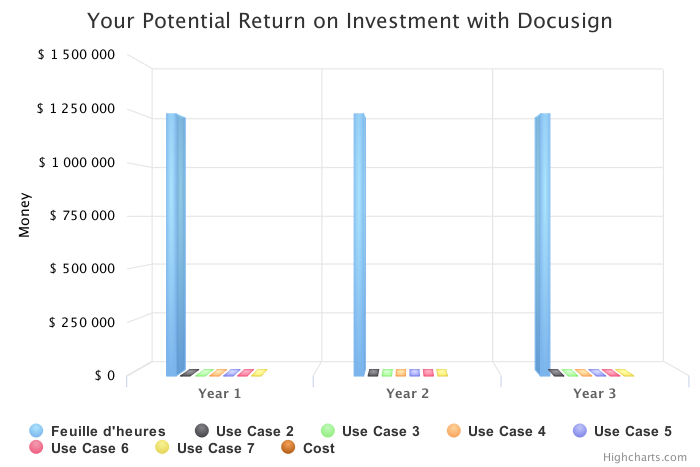 Your Potential Return on Investment with Docusign
$ 1 500 000
$ 1 250 000
$ 1 000 000
$ 750 000
$ 500 000
$ 250 000
$ 0
Money
Year 1
Year 2
Year 3
Feuille d'heures
Use Case 2
Use Case 3
Use Case 4
Use Case 5
Use Case 6
Use Case 7
Cost
Highcharts.com